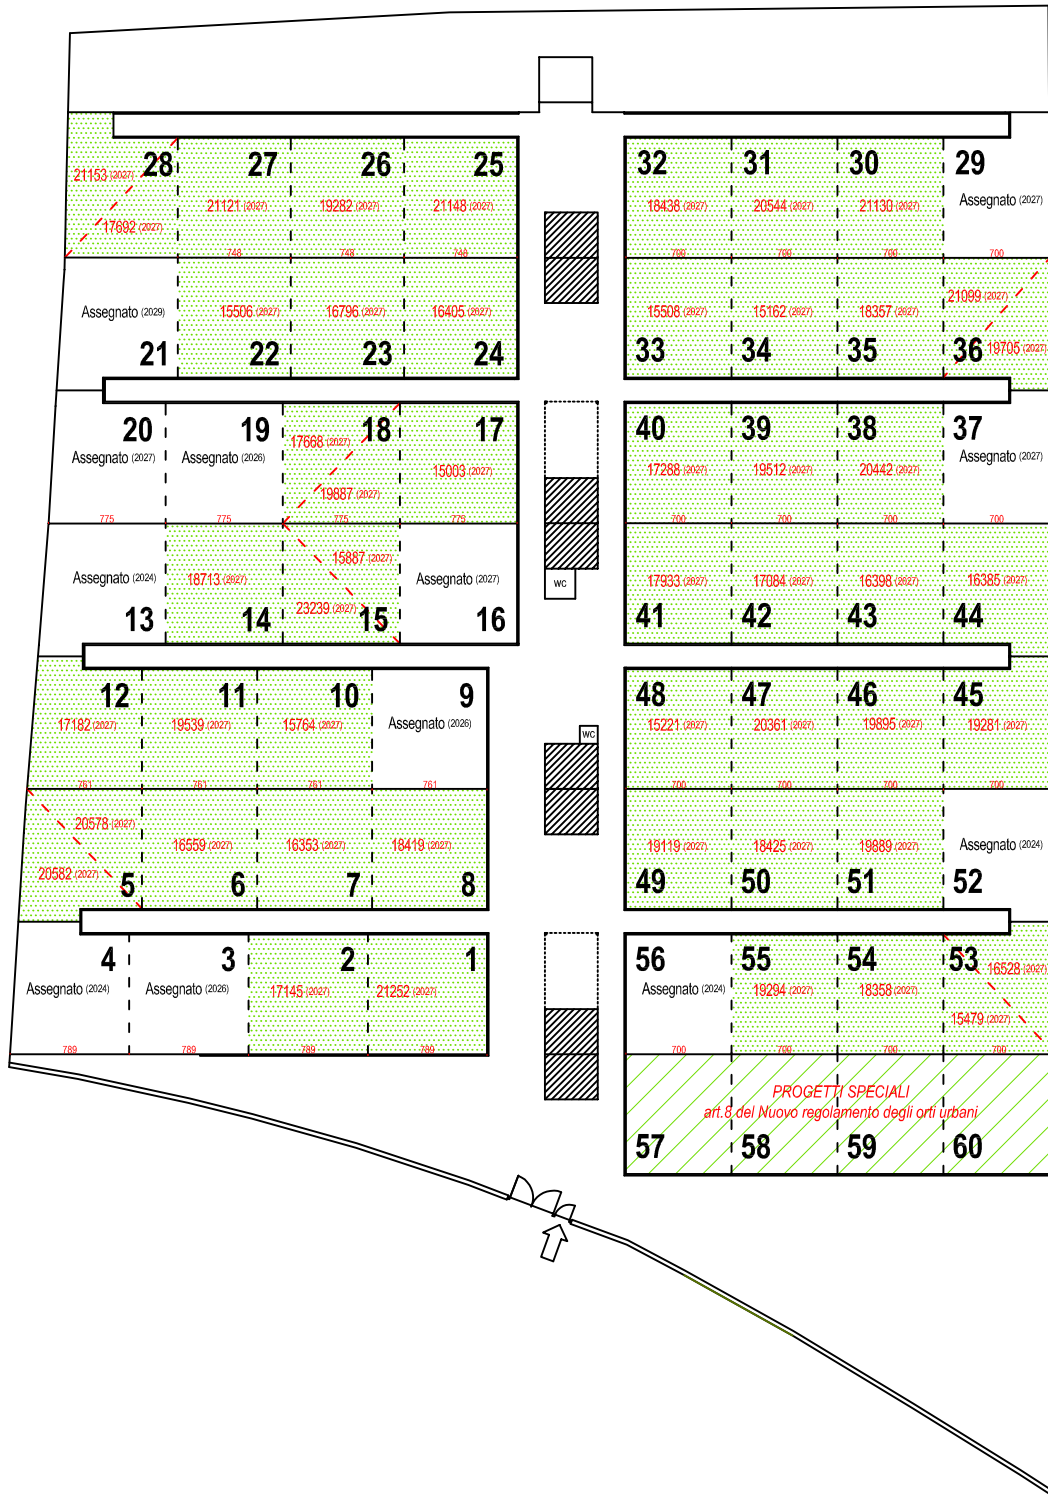 28 27 26 25 32 31 30 29
21153 (2027)
17692 (2027)
21121 (2027) 19282 (2027) 21148 (2027) 18438 (2027) 20544 (2027) 21130 (2027) Assegnato (2027)
748 748 748 700 700 700 700
Assegnato (2029) 15506 (2027) 16796 (2027) 16405 (2027) 15508 (2027) 15162 (2027) 18357 (2027)
21099 (2027)
19705 (2027)
21 22 23 24 33 34 35 36
20 19 18 17 40 39 38 37
Assegnato (2027) Assegnato (2026)
17668 (2027)
19887 (2027)
15003 (2027) 17288 (2027) 19512 (2027) 20442 (2027) Assegnato (2027)
775 775 775 775 700 700 700 700
Assegnato (2024) 18713 (2027)
15887 (2027)
23239 (2027)
Assegnato (2027)
WC
17933 (2027) 17084 (2027) 16398 (2027) 16385 (2027)
13 14 15 16 41 42 43 44
12 11 10 9 48 47 46 45
17182 (2027) 19539 (2027) 15764 (2027) Assegnato (2026)
WC
15221 (2027) 20361 (2027) 19895 (2027) 19281 (2027)
761 761 761 761 700 700 700 700
20578 (2027)
20582 (2027)
16559 (2027) 16353 (2027) 18419 (2027) 19119 (2027) 18425 (2027) 19889 (2027) Assegnato (2024)
5 6 7 8 49 50 51 52
4 3 2 1 56 55 54 53
Assegnato (2024) Assegnato (2026) 17145 (2027) 21252 (2027) Assegnato (2024) 19294 (2027) 18358 (2027)
16528 (2027)
15479 (2027)
789 789 789 789 700 700 700 700
PROGETTI SPECIALI
art.8 del Nuovo regolamento degli orti urbani
57 58 59 60